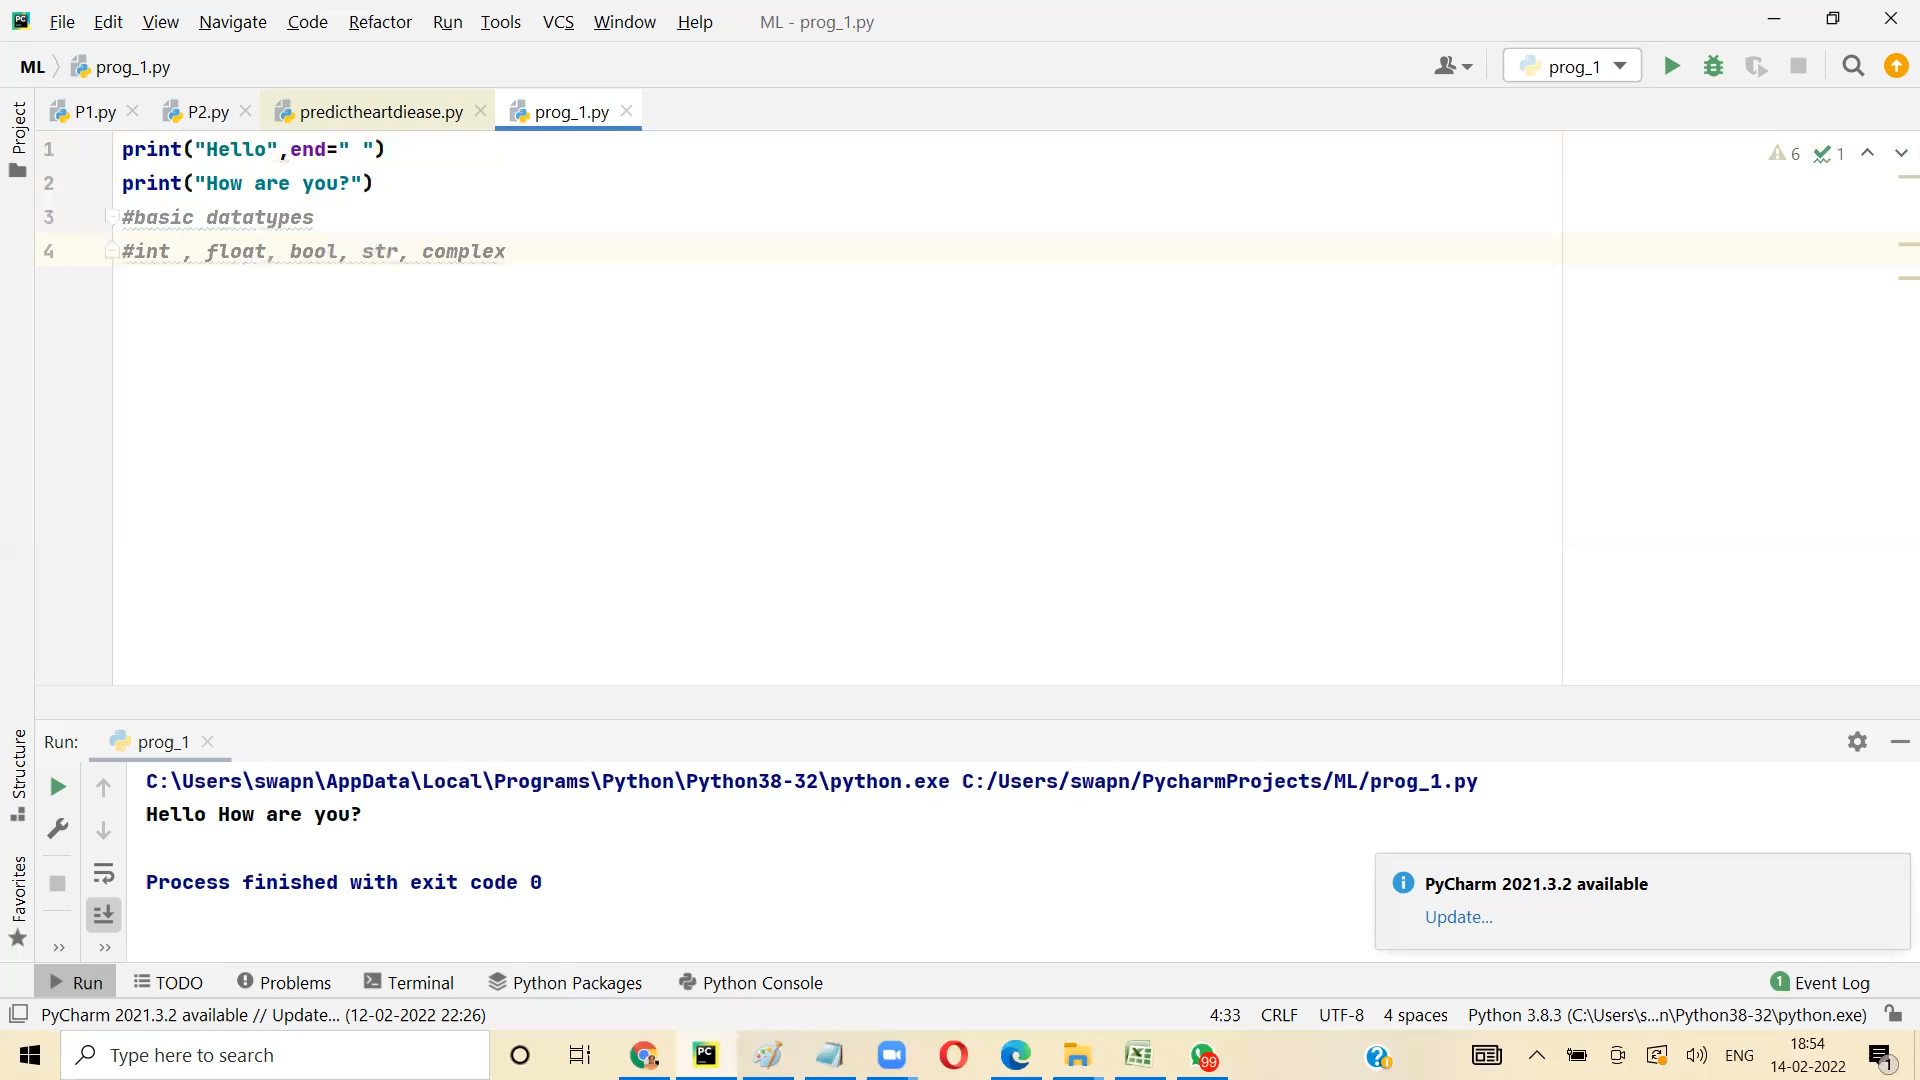 File Edit View Navigate Code Refactor Run Tools VCS Window Help ML - prog_1.py
ML prog_1.py prog_1
P1.py P2.py predictheartdiease.py prog_1.py
Project
1 print("Hello",end=" ")
6 1
2 print("How are you?")
3 #basic datatypes
4 #int , float, bool, str, complex
Structure
Favorites
Run: prog_1
C:\Users\swapn\AppData\Local\Programs\Python\Python38-32\python.exe C:/Users/swapn/PycharmProjects/ML/prog_1.py
Hello How are you?
Process finished with exit code 0
PyCharm 2021.3.2 available
Update...
Run TODO Problems Terminal Python Packages Python Console 1 Event Log
PyCharm 2021.3.2 available // Update... (12-02-2022 22:26) 4:33 CRLF UTF-8 4 spaces Python 3.8.3 (C:\Users\s...n\Python38-32\python.exe)
Type here to search PC 99 ENG 18:54
14-02-2022 1